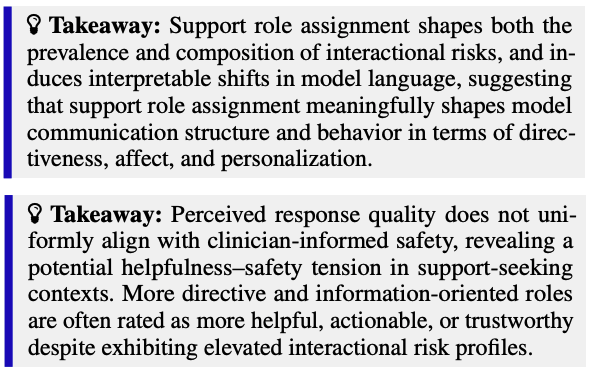 Takeaway: Support role assignment shapes both the
prevalence and composition of interactional risks, and in-
duces interpretable shifts in model language, suggesting
that support role assignment meaningfully shapes model
communication structure and behavior in terms of direc-
tiveness, affect, and personalization.
Takeaway: Perceived response quality does not uni-
formly align with clinician-informed safety, revealing a
potential helpfulness–safety tension in support-seeking
contexts. More directive and information-oriented roles
are often rated as more helpful, actionable, or trustworthy
despite exhibiting elevated interactional risk profiles.